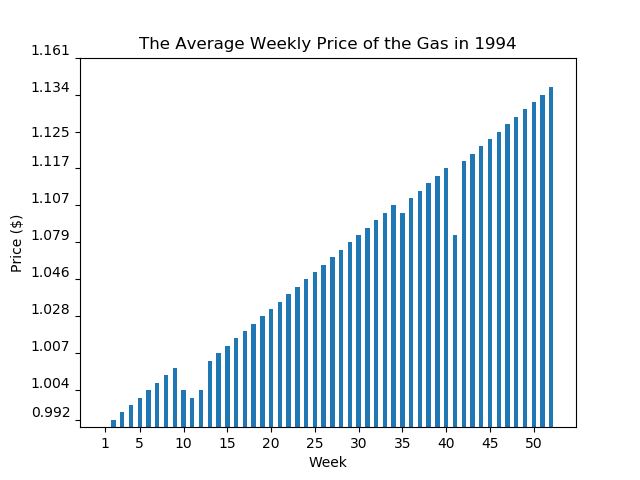 The Average Weekly Price of the Gas in 1994
1.161
1.134
1.125
1.117
1.107
1.079
1.046
1.028
1.007
1.004
0.992
Price ($)
1 5 10 15 20 25 30 35 40 45 50
Week